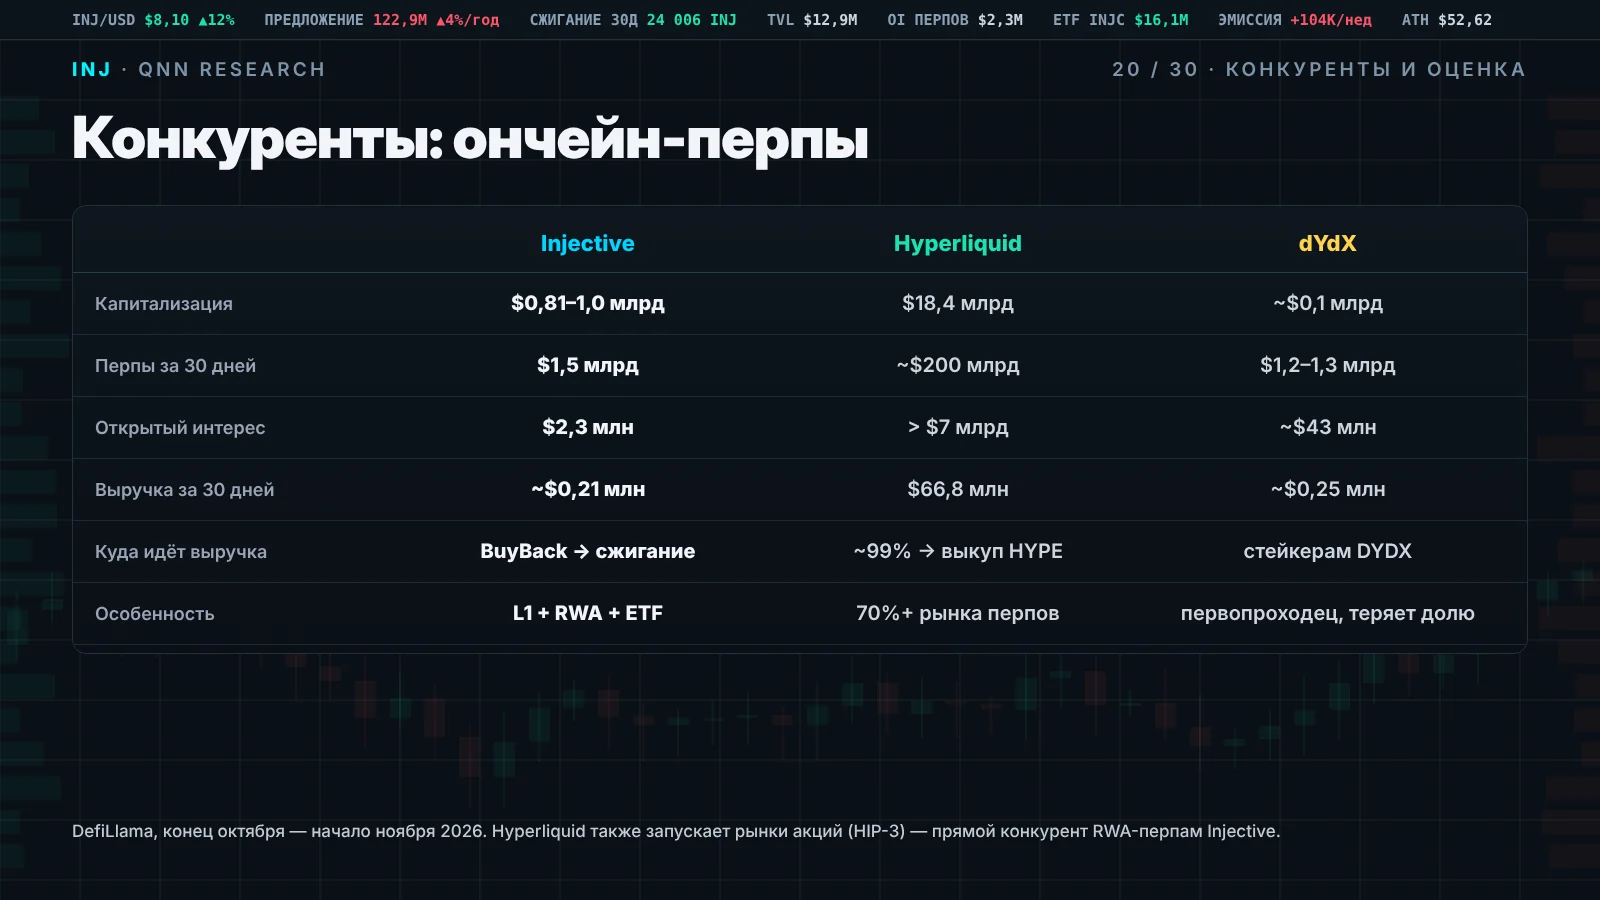 INJ/USD $8,10 ▲12% ПРЕДЛОЖЕНИЕ 122,9M ▲4%/год СЖИГАНИЕ 30Д 24 006 INJ TVL $12,9M OI ПЕРПОВ $2,3M ETF INJC $16,1M ЭМИССИЯ +104K/нед ATH $52,62
INJ · QNN RESEARCH
20 / 30 · КОНКУРЕНТЫ И ОЦЕНКА
Конкуренты: ончейн-перпы
Injective Hyperliquid dYdX
Капитализация $0,81–1,0 млрд $18,4 млрд ~$0,1 млрд
Перпы за 30 дней $1,5 млрд ~$200 млрд $1,2–1,3 млрд
Открытый интерес $2,3 млн > $7 млрд ~$43 млн
Выручка за 30 дней ~$0,21 млн $66,8 млн ~$0,25 млн
Куда идёт выручка BuyBack → сжигание ~99% → выкуп HYPE стейкерам DYDX
Особенность L1 + RWA + ETF 70%+ рынка перпов первопроходец, теряет долю
DefiLlama, конец октября — начало ноября 2026. Hyperliquid также запускает рынки акций (HIP-3) — прямой конкурент RWA-перпам Injective.